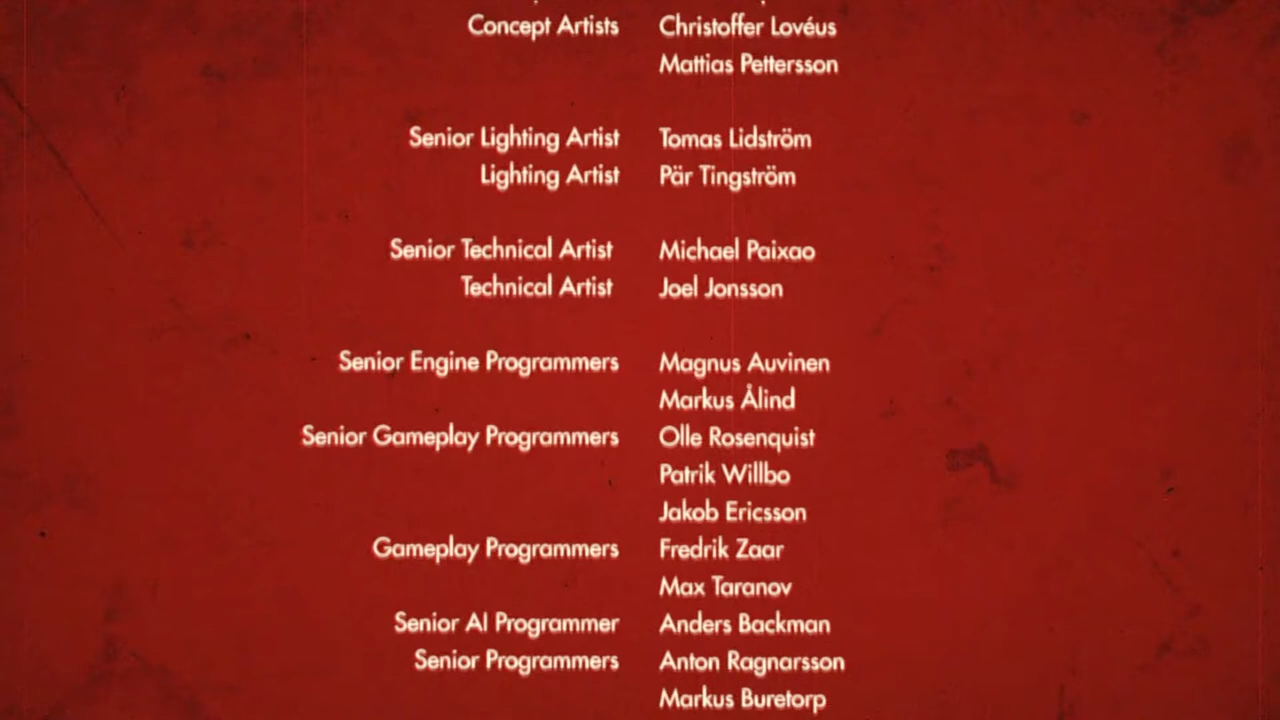 Concept Artists Christoffer Lovéus
Mattias Pettersson
Senior Lighting Artist Tomas Lidström
Lighting Artist Pär Tingström
Senior Technical Artist Michael Paixao
Technical Artist Joel Jonsson
Senior Engine Programmers Magnus Auvinen
Markus Ålind
Senior Gameplay Programmers Olle Rosenquist
Patrik Willbo
Jakob Ericsson
Gameplay Programmers Fredrik Zaar
Max Taranov
Senior AI Programmer Anders Backman
Senior Programmers Anton Ragnarsson
Markus Buretorp